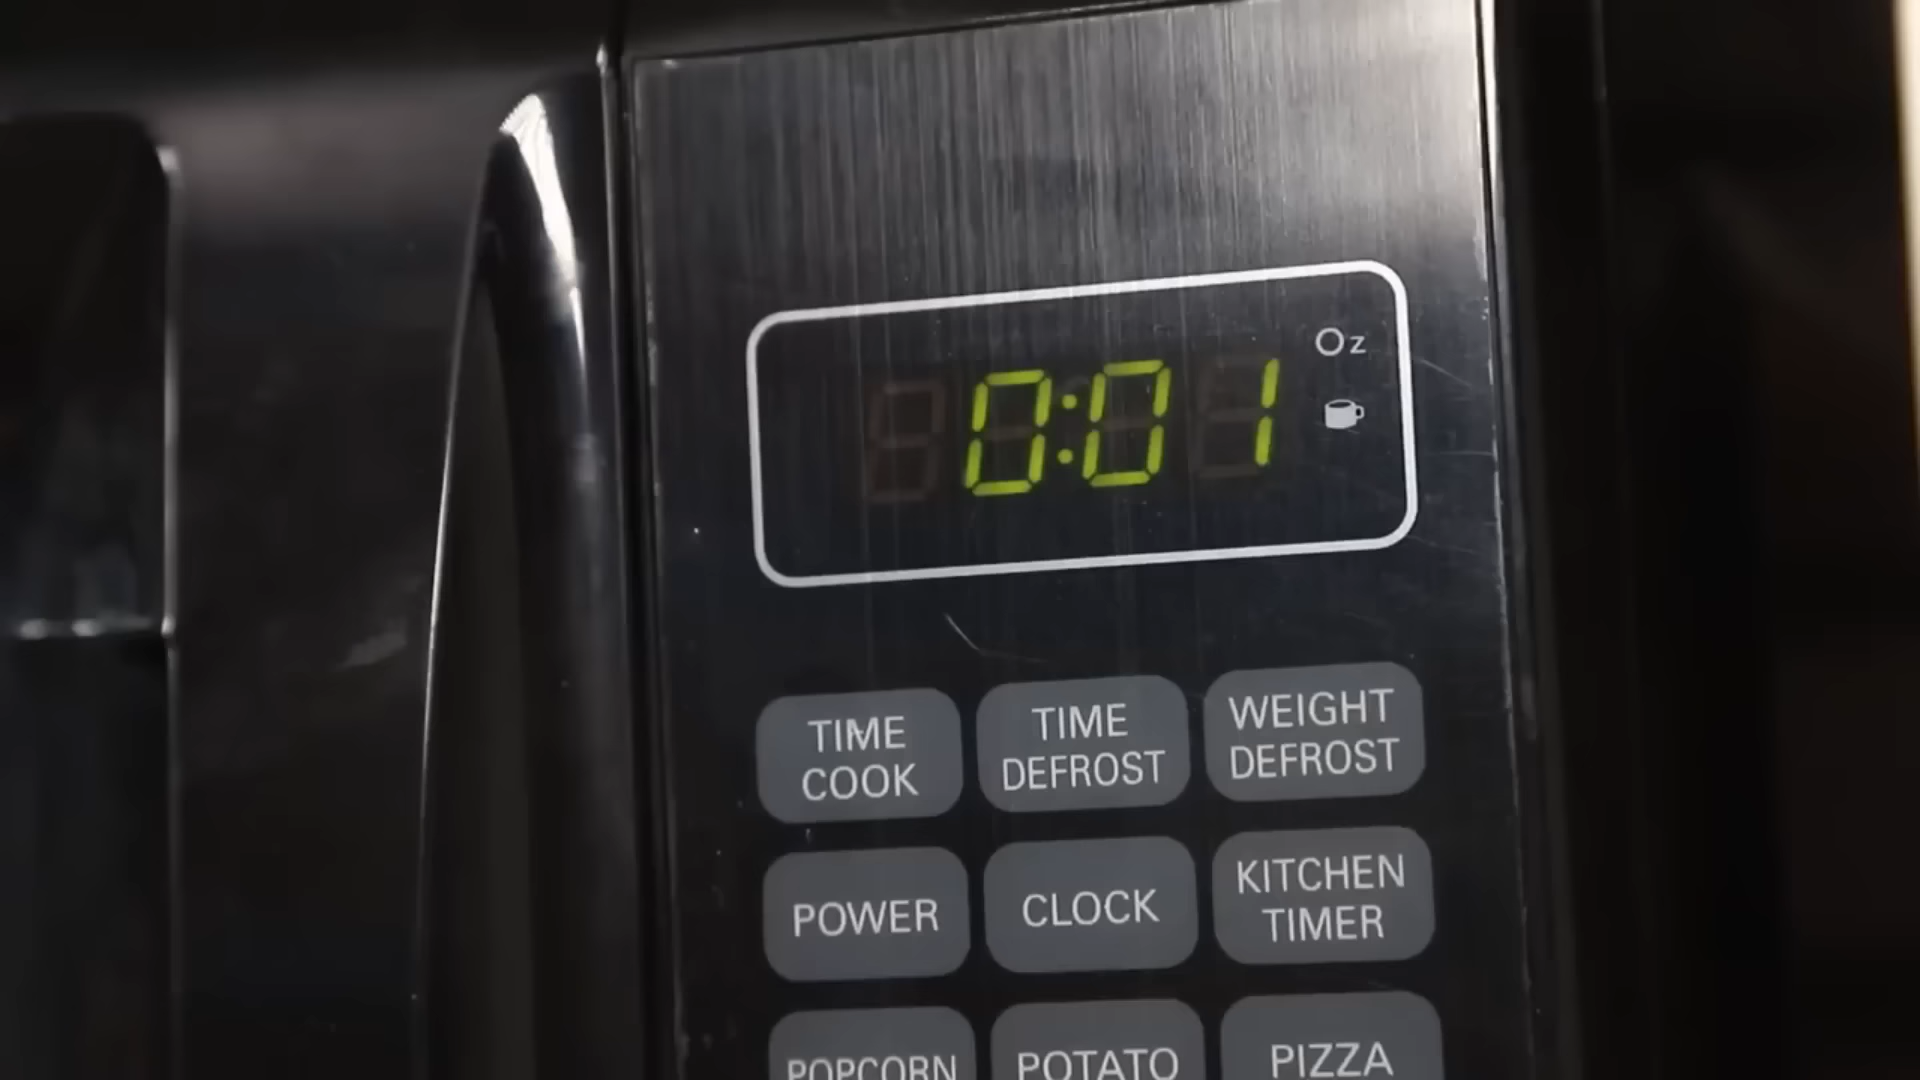 0:01
Oz
TIME COOK
TIME DEFROST
WEIGHT DEFROST
POWER
CLOCK
KITCHEN TIMER
POPCORN
POTATO
PIZZA